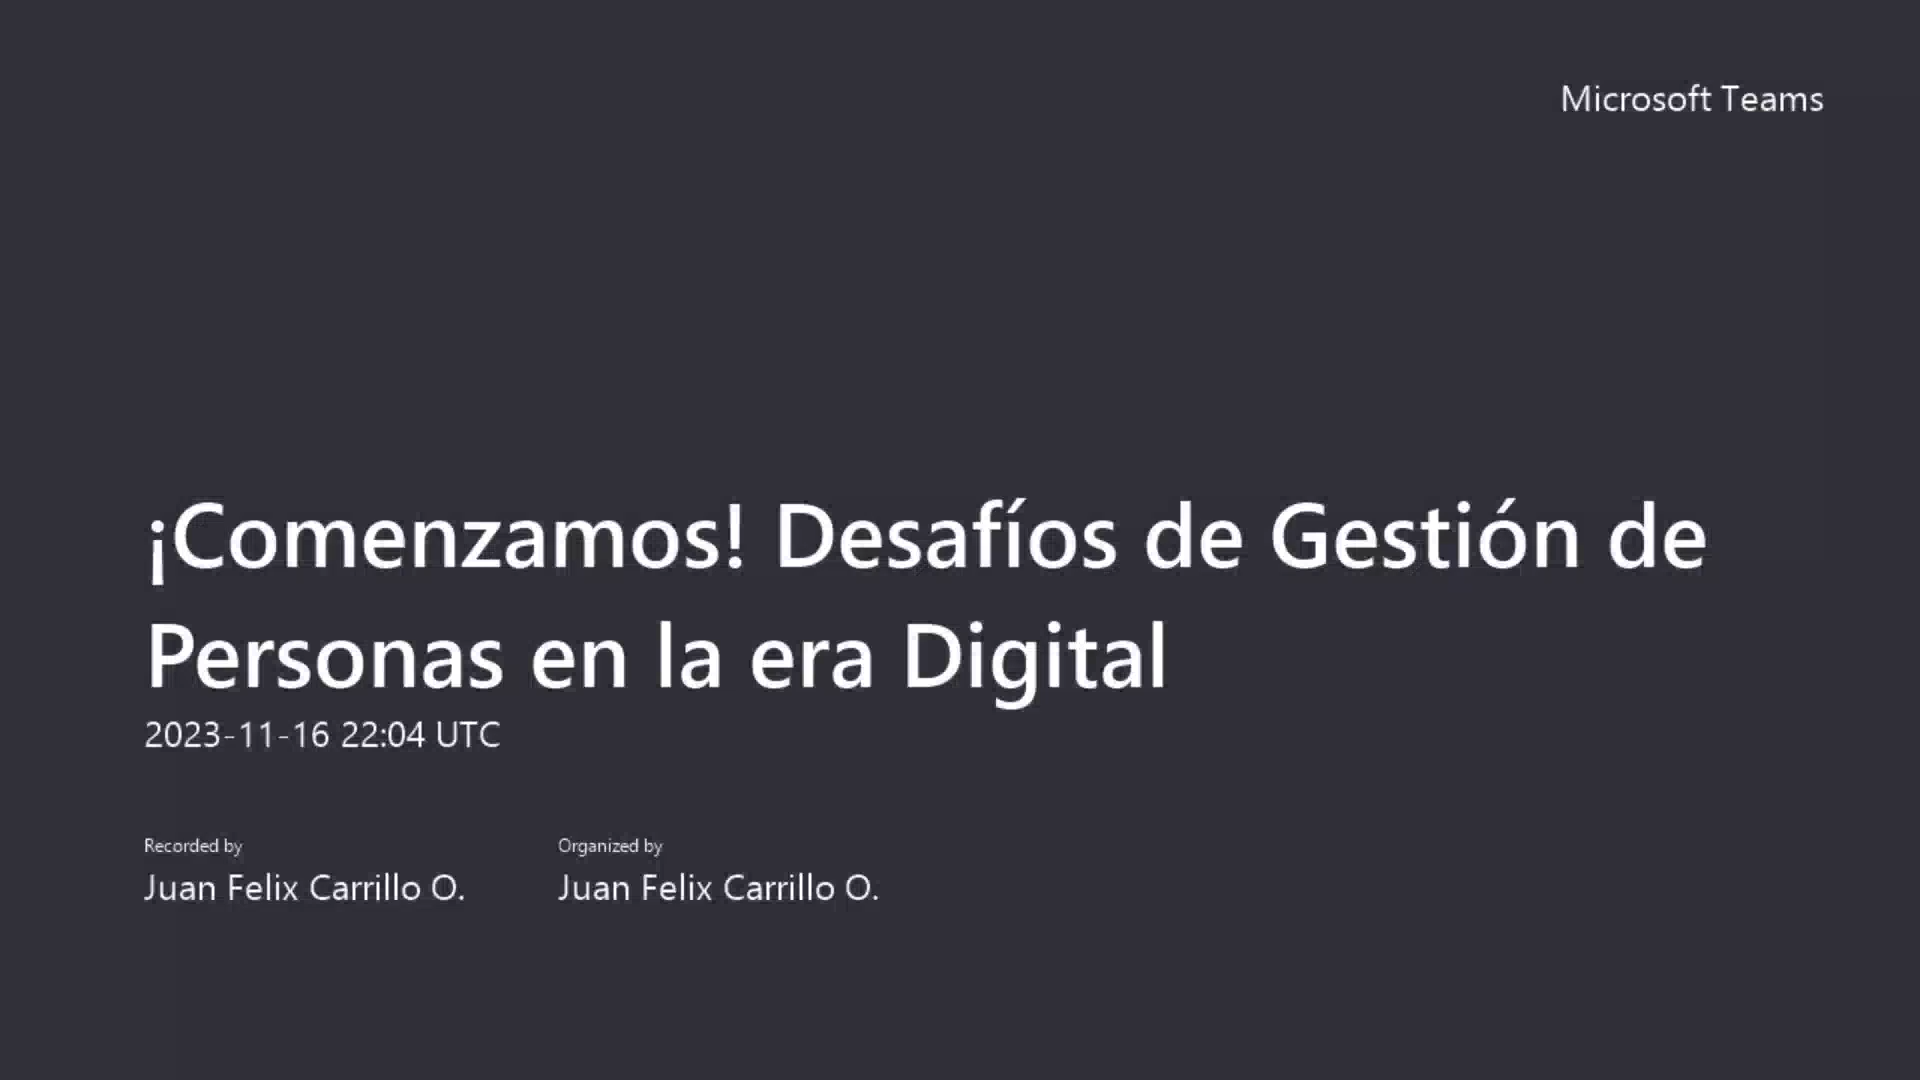 Microsoft Teams
¡Comenzamos! Desafíos de Gestión de
Personas en la era Digital
2023-11-16 22:04 UTC
Recorded by
Juan Felix Carrillo O.
Organized by
Juan Felix Carrillo O.